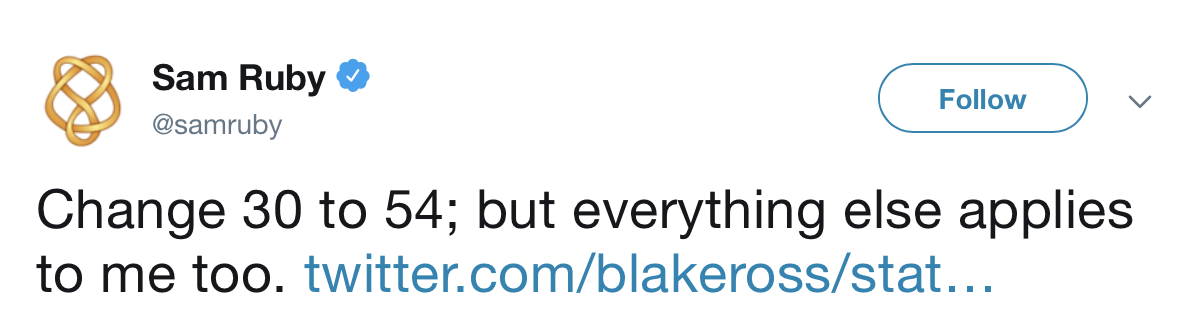 Sam Ruby
@samruby
Follow
Change 30 to 54; but everything else applies
to me too. twitter.com/blakeross/stat…